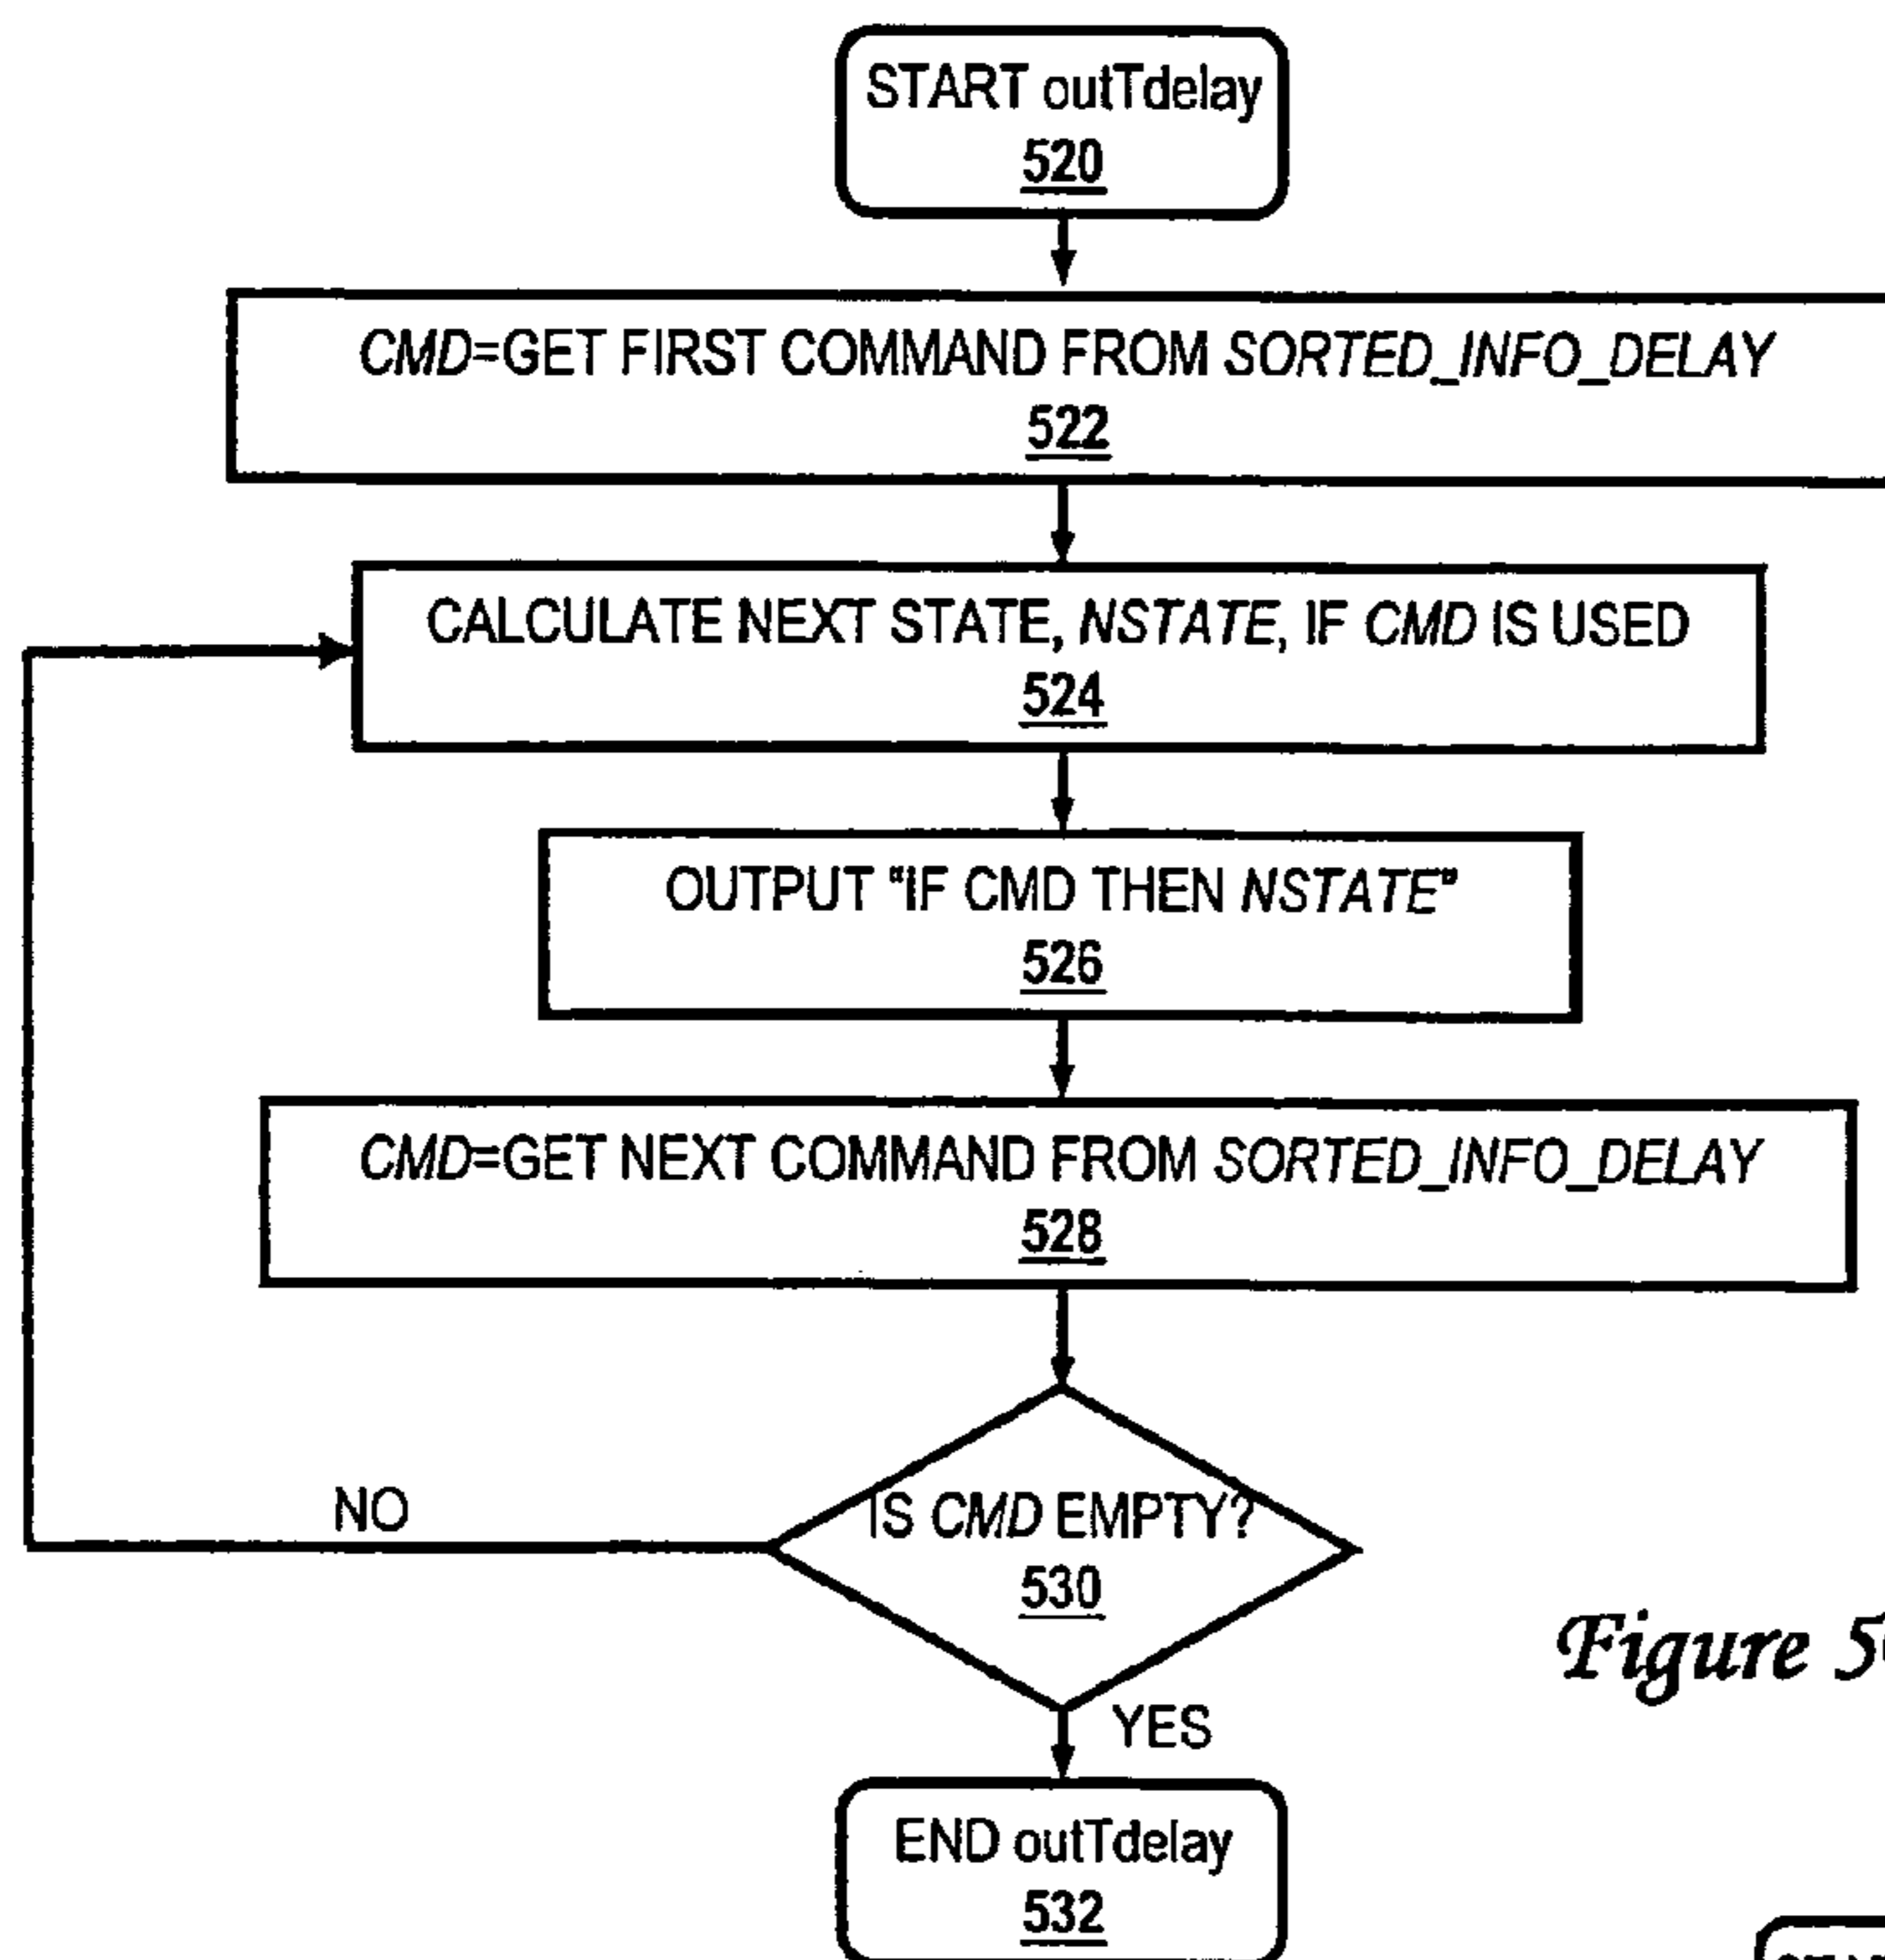 START outTdelay
520
CMD=GET FIRST COMMAND FROM SORTED_INFO_DELAY
522
CALCULATE NEXT STATE, NSTATE, IF CMD IS USED
524
OUTPUT "IF CMD THEN NSTATE"
526
CMD=GET NEXT COMMAND FROM SORTED_INFO_DELAY
528
NO
IS CMD EMPTY?
530
Figure 5
YES
END outTdelay
532